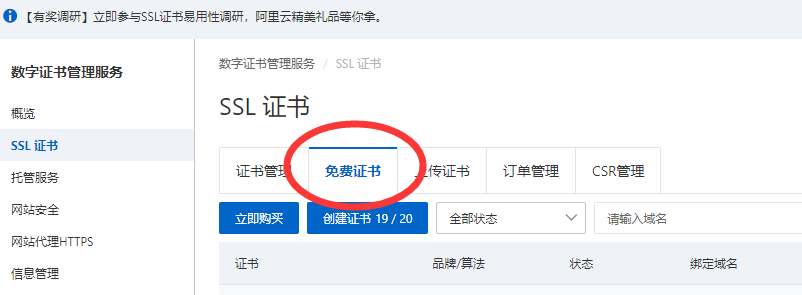 【有奖调研】立即参与SSL证书易用性调研，阿里云精美礼品等你拿。
数字证书管理服务
概览
SSL 证书
托管服务
网站安全
网站代理HTTPS
信息管理
数字证书管理服务 / SSL 证书
SSL 证书
证书管理 免费证书 上传证书 订单管理 CSR管理
立即购买 创建证书 19 / 20 全部状态 请输入域名
证书 品牌/算法 状态 绑定域名